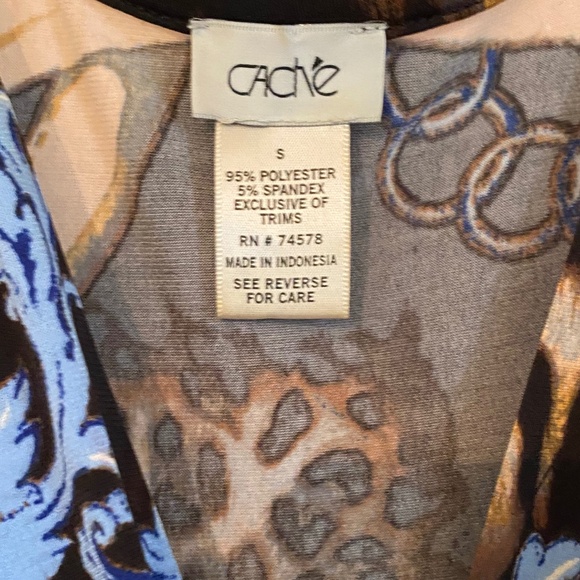 CACHÉ
S
95% POLYESTER
5% SPANDEX
EXCLUSIVE OF
TRIMS
RN # 74578
MADE IN INDONESIA
SEE REVERSE
FOR CARE